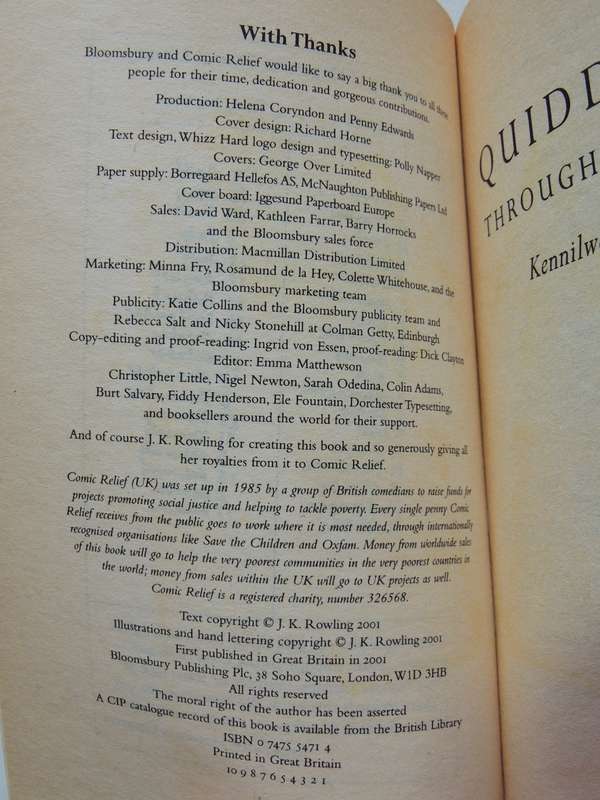 With Thanks
Bloomsbury and Comic Relief would like to say a big thank you to all these
people for their time, dedication and gorgeous contributions.
Production: Helena Coryndon and Penny Edwards
Cover design: Richard Horne
Text design, Whizz Hard logo design and typesetting: Polly Napper
Covers: George Over Limited
Paper supply: Borregaard Hellefos AS, McNaughton Publishing Papers Ltd
Cover board: Iggesund Paperboard Europe
Sales: David Ward, Kathleen Farrar, Barry Horrocks
and the Bloomsbury sales force
Distribution: Macmillan Distribution Limited
Marketing: Minna Fry, Rosamund de la Hey, Colette Whitehouse, and the
Bloomsbury marketing team
Publicity: Katie Collins and the Bloomsbury publicity team and
Rebecca Salt and Nicky Stonehill at Colman Getty, Edinburgh
Copy-editing and proof-reading: Ingrid von Essen, proof-reading: Dick Clayton
Editor: Emma Matthewson
Christopher Little, Nigel Newton, Sarah Odedina, Colin Adams,
Burt Salvary, Fiddy Henderson, Ele Fountain, Dorchester Typesetting,
and booksellers around the world for their support.
And of course J. K. Rowling for creating this book and so generously giving all
her royalties from it to Comic Relief.
Comic Relief (UK) was set up in 1985 by a group of British comedians to raise funds for
projects promoting social justice and helping to tackle poverty. Every single penny Comic
Relief receives from the public goes to work where it is most needed, through internationally
recognised organisations like Save the Children and Oxfam. Money from worldwide sales
of this book will go to help the very poorest communities in the very poorest countries in
the world; money from sales within the UK will go to UK projects as well.
Comic Relief is a registered charity, number 326568.
Text copyright © J. K. Rowling 2001
Illustrations and hand lettering copyright © J. K. Rowling 2001
First published in Great Britain in 2001
Bloomsbury Publishing Plc, 38 Soho Square, London, W1D 3HB
All rights reserved
The moral right of the author has been asserted
A CIP catalogue record of this book is available from the British Library
ISBN 0 7475 5471 4
Printed in Great Britain
10 9 8 7 6 5 4 3 2 1
QUIDD
THROUGH
Kennilw